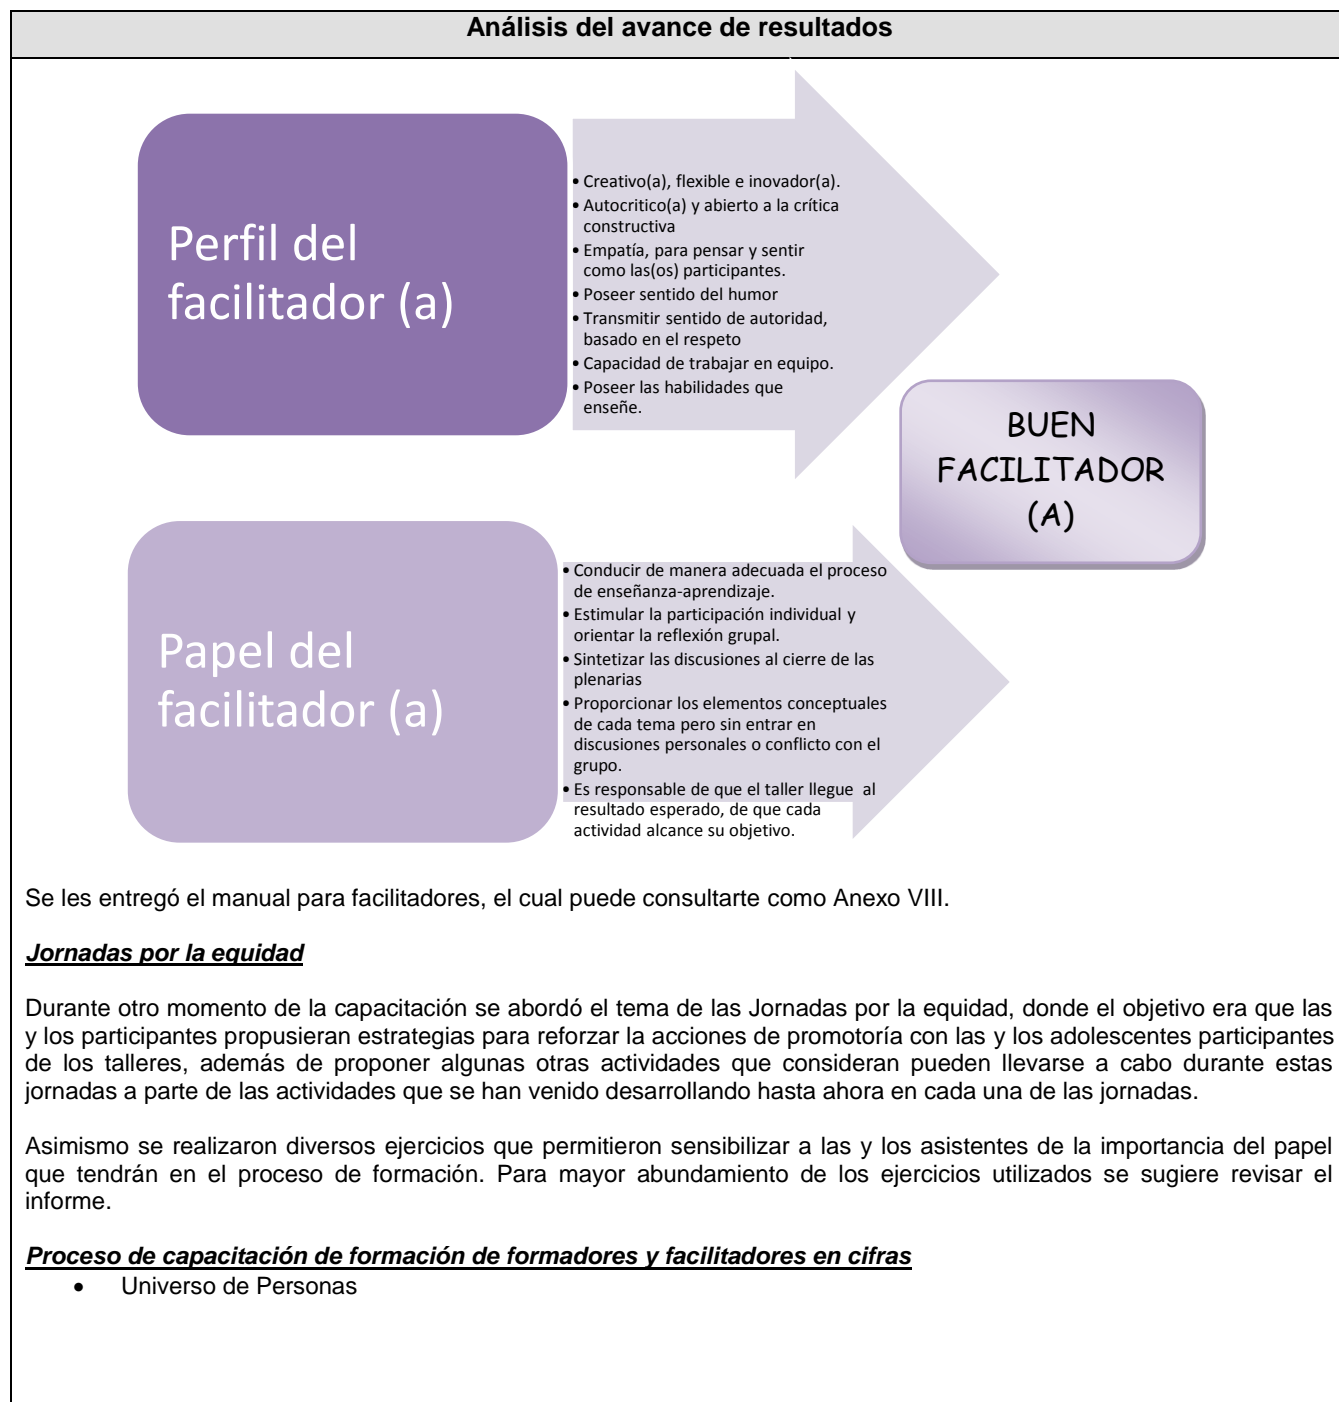 Análisis del avance de resultados
Perfil del
facilitador (a)
• Creativo(a), flexible e inovador(a).
• Autocritico(a) y abierto a la crítica
constructiva
• Empatía, para pensar y sentir
como las(os) participantes.
• Poseer sentido del humor
• Transmitir sentido de autoridad,
basado en el respeto
• Capacidad de trabajar en equipo.
• Poseer las habilidades que
enseñe.
BUEN
FACILITADOR
(A)
Papel del
facilitador (a)
• Conducir de manera adecuada el proceso
de enseñanza-aprendizaje.
• Estimular la participación individual y
orientar la reflexión grupal.
• Sintetizar las discusiones al cierre de las
plenarias
• Proporcionar los elementos conceptuales
de cada tema pero sin entrar en
discusiones personales o conflicto con el
grupo.
• Es responsable de que el taller llegue al
resultado esperado, de que cada
actividad alcance su objetivo.
Se les entregó el manual para facilitadores, el cual puede consultarte como Anexo VIII.
Jornadas por la equidad
Durante otro momento de la capacitación se abordó el tema de las Jornadas por la equidad, donde el objetivo era que las
y los participantes propusieran estrategias para reforzar la acciones de promotoría con las y los adolescentes participantes
de los talleres, además de proponer algunas otras actividades que consideran pueden llevarse a cabo durante estas
jornadas a parte de las actividades que se han venido desarrollando hasta ahora en cada una de las jornadas.
Asimismo se realizaron diversos ejercicios que permitieron sensibilizar a las y los asistentes de la importancia del papel
que tendrán en el proceso de formación. Para mayor abundamiento de los ejercicios utilizados se sugiere revisar el
informe.
Proceso de capacitación de formación de formadores y facilitadores en cifras
• Universo de Personas